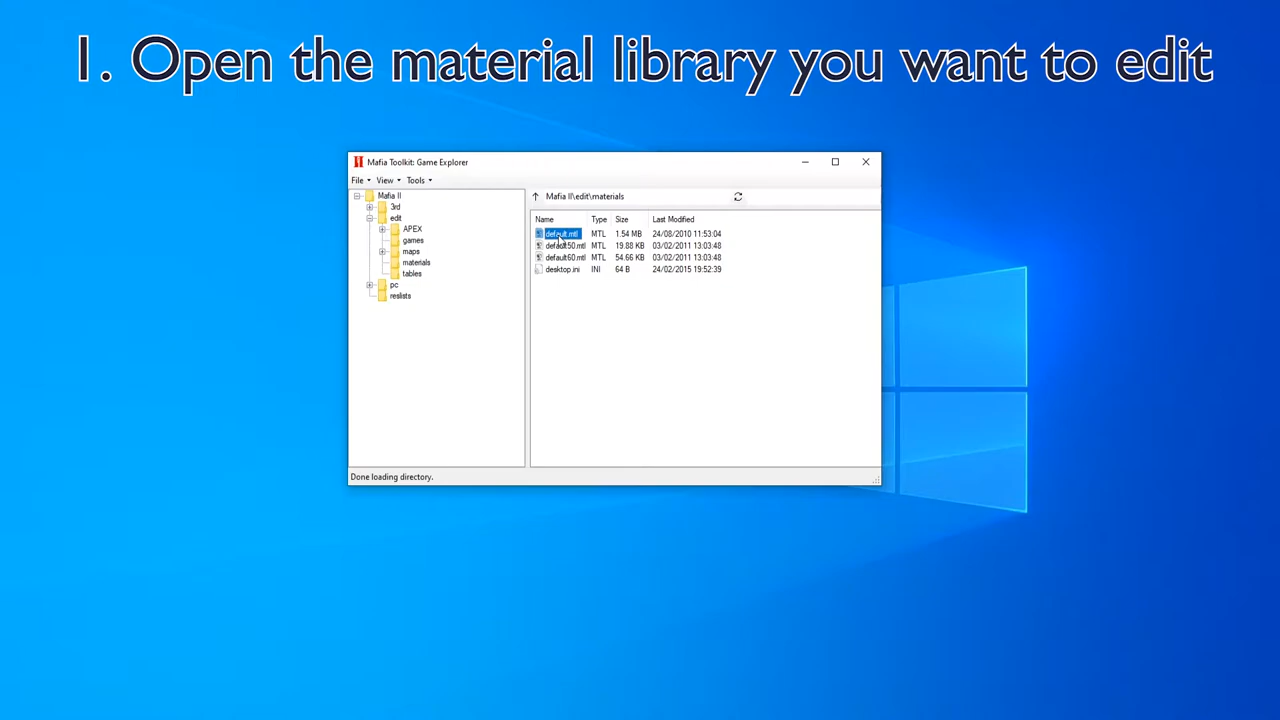 1. Open the material library you want to edit
Mafia Toolkit: Game Explorer
File View Tools
Mafia II\edit\materials
Mafia II
3rd
edit
APEX
games
maps
materials
tables
pc
reslists
Name Type Size Last Modified
default.mtl MTL 1.54 MB 24/08/2010 11:53:04
default50.mtl MTL 19.88 KB 03/02/2011 13:03:48
default60.mtl MTL 54.66 KB 03/02/2011 13:03:48
desktop.ini INI 64 B 24/02/2015 19:52:39
Done loading directory.